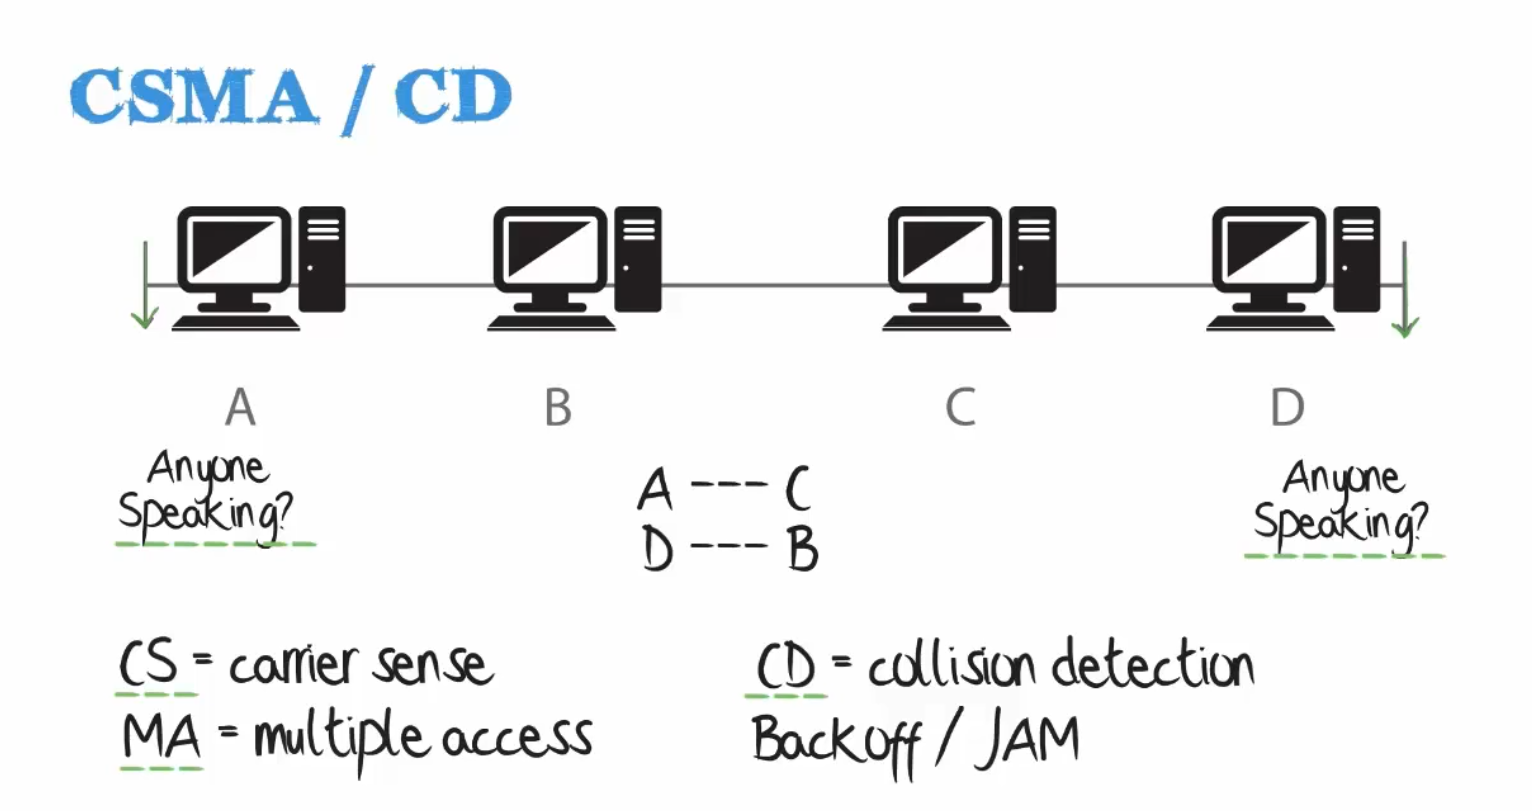 CSMA / CD
A B C D
Anyone
Speaking?
A --- C
D --- B
Anyone
Speaking?
CS = carrier sense
MA = multiple access
CD = collision detection
Backoff / JAM